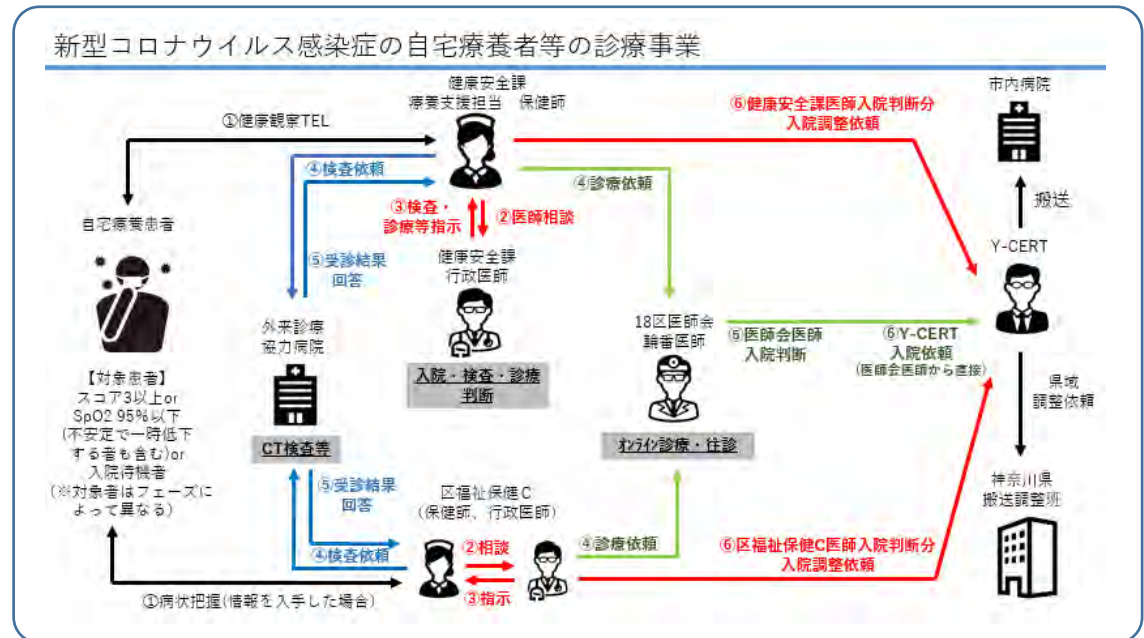 新型コロナウイルス感染症の自宅療養者等の診療事業
健康安全課
療養支援担当 保健師
市内病院
①健康観察TEL
⑥健康安全課医師入院判断分
入院調整依頼
④検査依頼
④診療依頼
③検査・
診療等指示
②医師相談
搬送
自宅療養患者
Y-CERT
⑤受診結果
回答
健康安全課
行政医師
外来診療
協力病院
18区医師会
輪番医師
⑤医師会医師
入院判断
⑥Y-CERT
入院依頼
(医師会医師から直接)
入院・検査・診療
判断
【対象患者】
スコア3以上or
SpO2 95%以下
(不安定で一時低下
する者も含む)or
入院待機者
(※対象者はフェーズに
よって異なる)
県域
調整依頼
CT検査等
オンライン診療・往診
⑤受診結果
回答
区福祉保健C
(保健師、行政医師)
神奈川県
搬送調整班
④検査依頼
②相談
④診療依頼
⑥区福祉保健C医師入院判断分
入院調整依頼
③指示
①病状把握(情報を入手した場合)